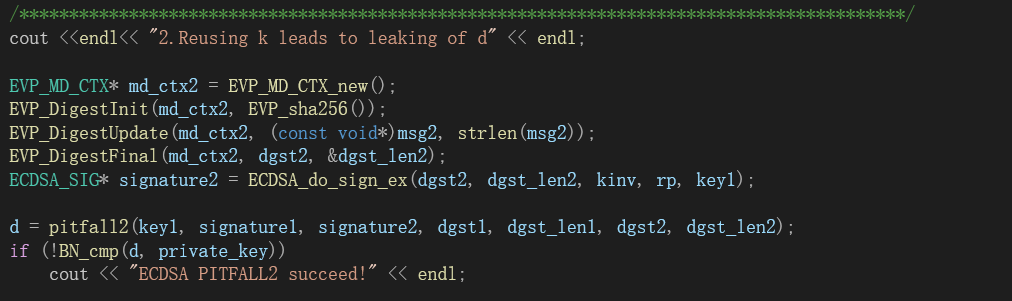 /*****************************************************************************************/
cout <<endl<< "2.Reusing k leads to leaking of d" << endl;
EVP_MD_CTX* md_ctx2 = EVP_MD_CTX_new();
EVP_DigestInit(md_ctx2, EVP_sha256());
EVP_DigestUpdate(md_ctx2, (const void*)msg2, strlen(msg2));
EVP_DigestFinal(md_ctx2, dgst2, &dgst_len2);
ECDSA_SIG* signature2 = ECDSA_do_sign_ex(dgst2, dgst_len2, kinv, rp, key1);
d = pitfall2(key1, signature1, signature2, dgst1, dgst_len1, dgst2, dgst_len2);
if (!BN_cmp(d, private_key))
    cout << "ECDSA PITFALL2 succeed!" << endl;